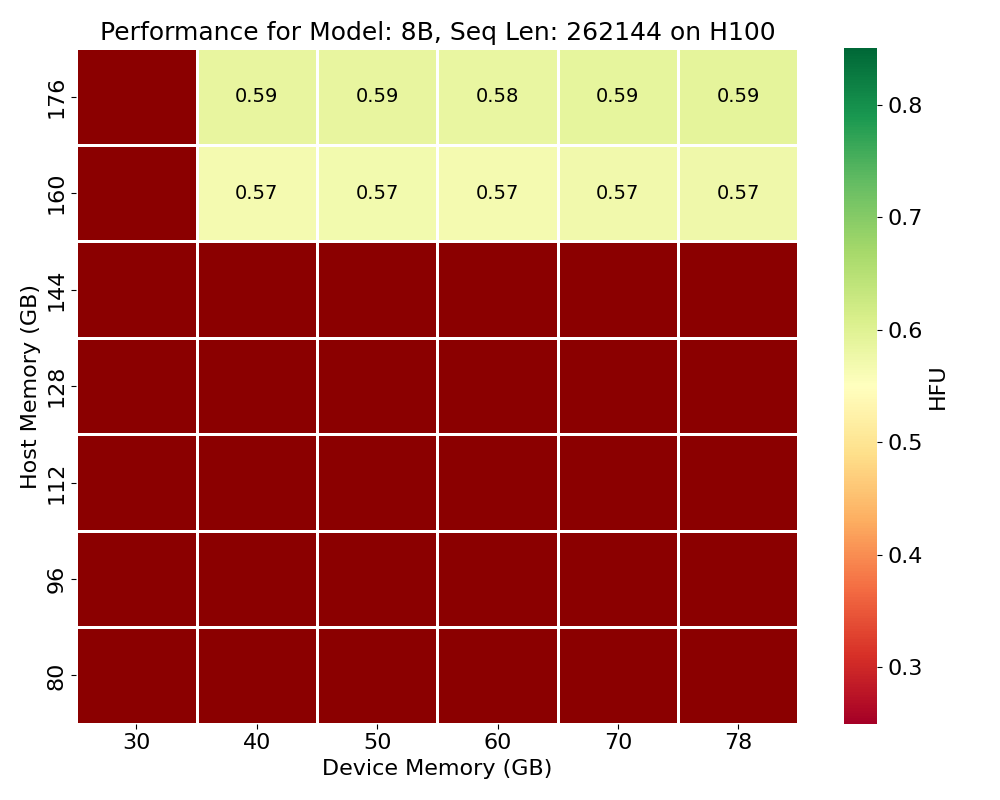 Performance for Model: 8B, Seq Len: 262144 on H100
176
0.59 0.59 0.58 0.59 0.59
160
0.57 0.57 0.57 0.57 0.57
144
128
112
96
80
Host Memory (GB)
30 40 50 60 70 78
Device Memory (GB)
0.8
0.7
0.6
0.5
0.4
0.3
HFU